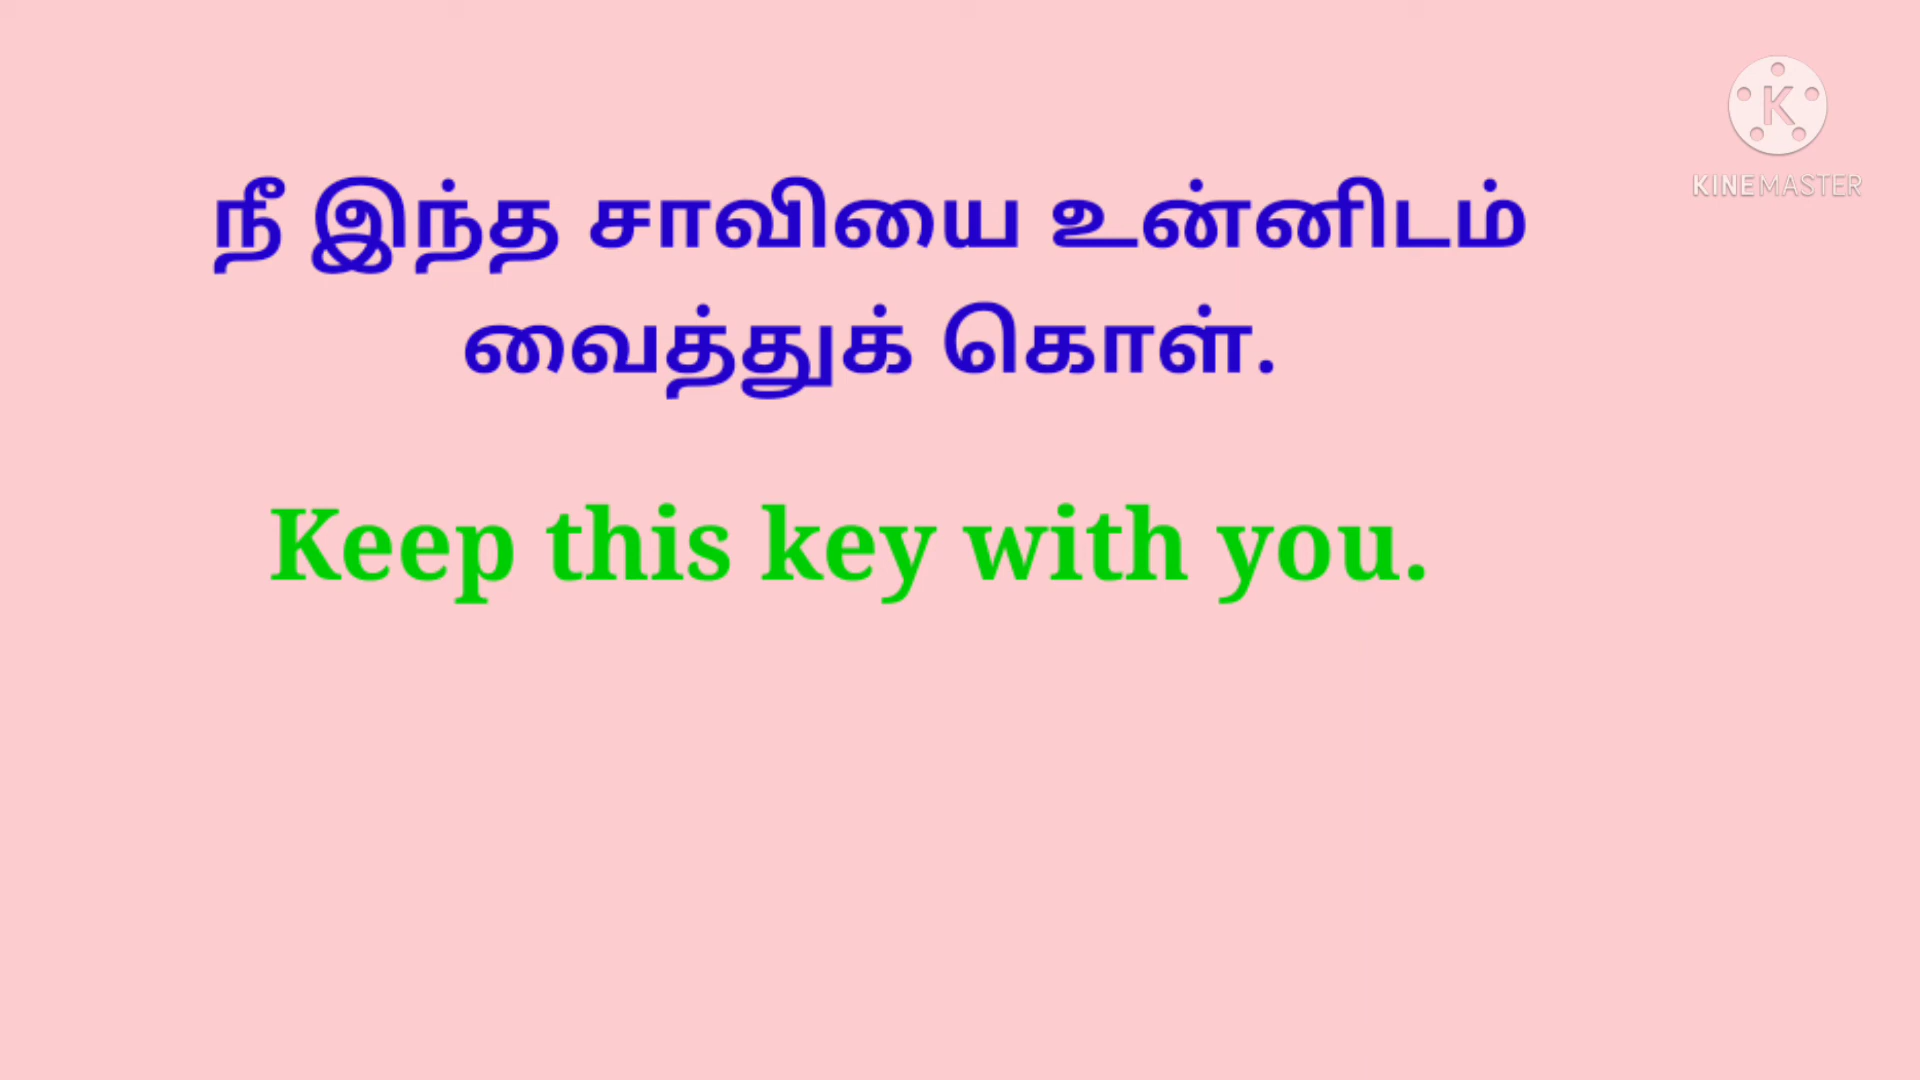 K
KINEMASTER
நீ இந்த சாவியை உன்னிடம்
வைத்துக் கொள்.
Keep this key with you.